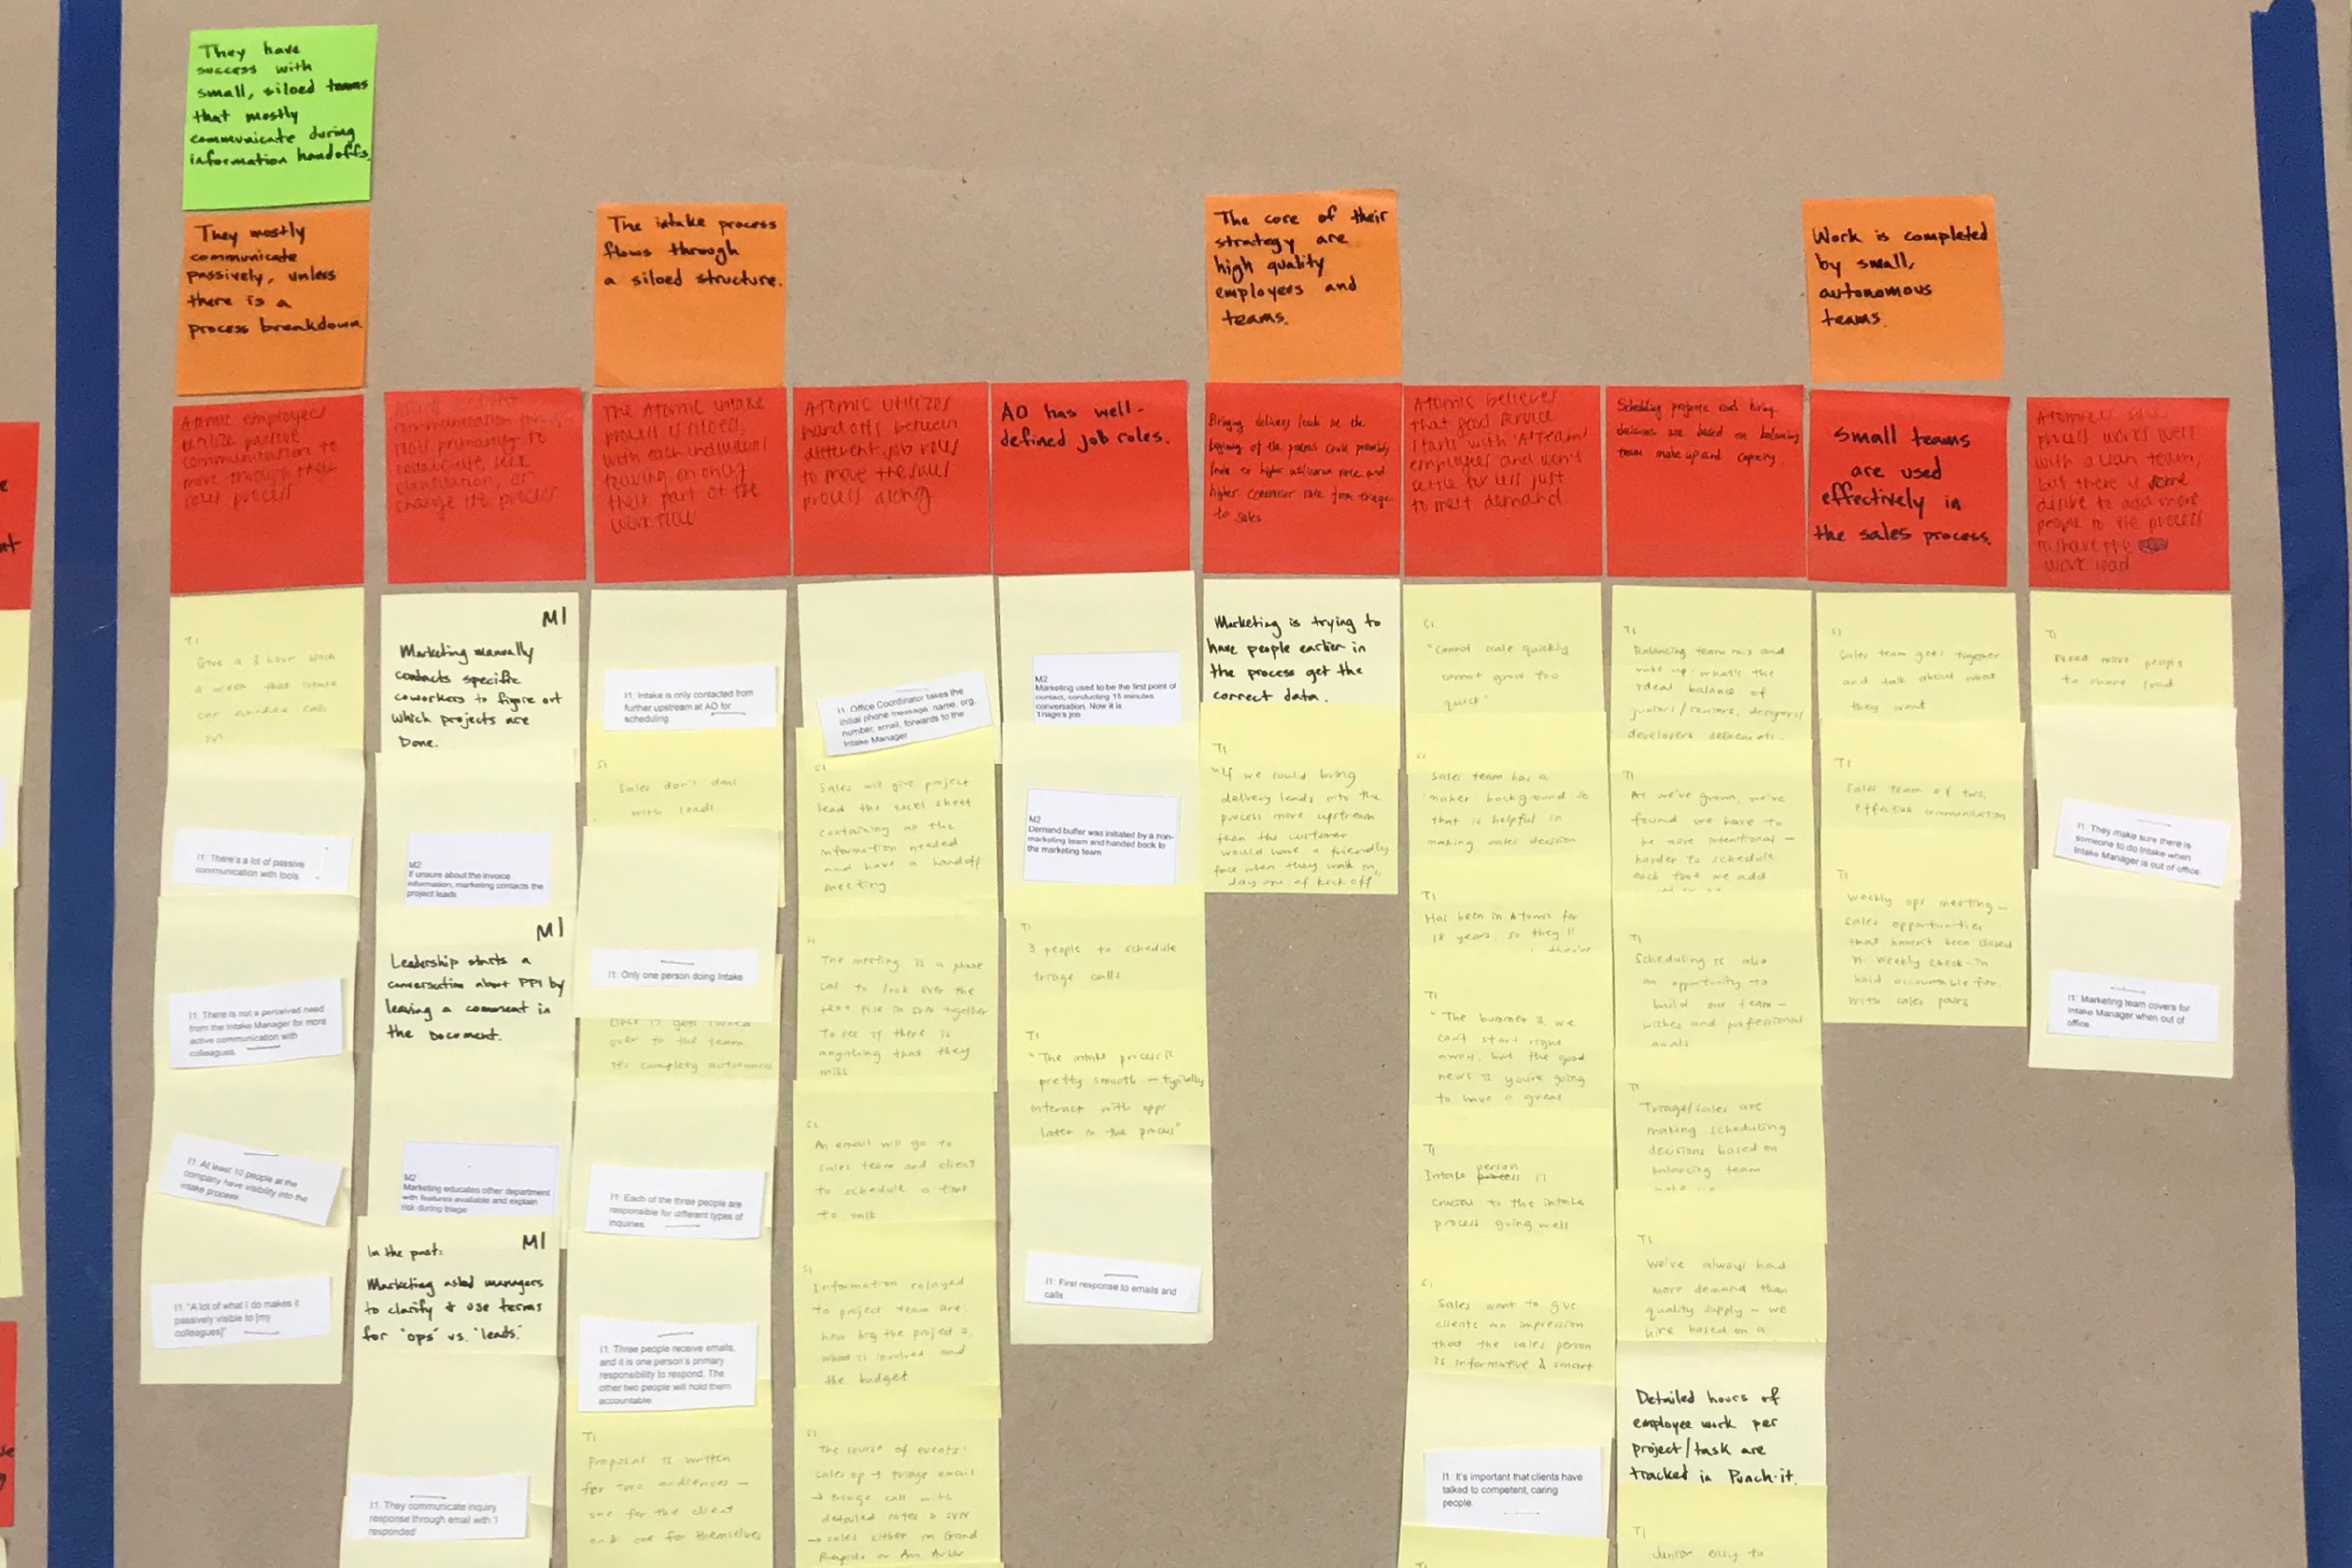 They have
success with
small, siloed teams
that mostly
communicate during
information handoffs.
They mostly
communicate
passively, unless
there is a
process breakdown.
The intake process
flows through
a siloed structure.
The core of their
strategy are
high quality
employees and
teams.
Work is completed
by small,
autonomous
teams.
Atomic employees
utilize passive
communication to
move through their
sales process
communication through
collaborate, seek
clarification, or
change the process
The Atomic intake
process is siloed,
with each individual
focusing on only
their part of the
workflow
Atomic utilizes
handoffs between
different job roles
to move the sales
process along
AO has well-
defined job roles.
Bringing delivery leads in the
beginning of the process could possibly
lead to higher utilization rate and
higher conversion rate from triage
to sales
Atomic believes
that good service
starts with 'A Team'
employees and won't
settle for less just
to meet demand.
Scheduling projects and hiring
decisions are based on balancing
team makeup and capacity.
Small teams
are used
effectively in
the sales process.
Atomic's sales
process works well
with a lean team,
but there is some
desire to add more
people to the process
to share the
work load
T1
Give a 2 hour block
a week that
calls
I1: There's a lot of passive
communication with tools.
I1: There is not a perceived need
from the Intake Manager for more
active communication with
colleagues.
I1: At least 10 people at the
company have visibility into the
intake process.
I1: "A lot of what I do makes it
passively visible to [my
colleagues]"
M1
Marketing manually
contacts specific
coworkers to figure out
which projects are
Done.
M2
If unsure about the invoice
information, marketing contacts the
project leads
M1
Leadership starts a
conversation about PPI by
leaving a comment in
the Document.
M2
Marketing educates other department
with features available and explain
risk during triage
M1
In the past:
Marketing asked managers
to clarify & use terms
for 'ops' vs. 'leads.'
I1: They communicate inquiry
response through email with 'I
responded'
I1: Intake is only contacted from
further upstream at AO for
scheduling.
S1
Sales don't deal
with leads
I1: Only one person doing Intake
Once it gets turned
over to the team,
it's completely autonomous
I1: Each of the three people are
responsible for different types of
inquiries.
I1: Three people receive emails,
and it is one person's primary
responsibility to respond. The
other two people will hold them
accountable
T1
Proposal is written
for two audiences –
one for the client
and one for themselves
I1: Office Coordinator takes the
initial phone message, name, org,
number, email, forwards to the
Intake Manager
S1
Sales will give project
lead the excel sheet
containing all the
information needed
and have a handoff
meeting
S1
The meeting is a phone
call to look over the
text file in svn together
to see if there is
anything that they
miss
S2
An email will go to
sales team and client
to schedule a time
to talk
S1
Information relayed
to project team are:
how big the project is,
what is involved and
the budget
S1
The course of events:
sales op → triage email
→ triage call with
detailed notes in svn
→ sales either in Grand
Rapids or Ann Arbor
M2
Marketing used to be the first point of
contact, conducting 15 minutes
conversation. Now it is
Triage's job
M2
Demand buffer was initiated by a non-
marketing team and handed back to
the marketing team
T1
3 people to schedule
triage calls
T1
"The intake process is
pretty smooth – typically
interact with opps
later in the process"
I1: First response to emails and
calls.
Marketing is trying to
have people earlier in
the process get the
correct data.
T1
"If we could bring
delivery leads into the
process more upstream
then the customer
would have a friendly
face when they walk in
day one of kick off"
S1
"Cannot scale quickly
cannot grow too
quick"
S2
Sales team has a
'maker' background so
that is helpful in
making sales decision
T1
Has been in Atomic for
18 years, so they'll
T1
"The bummer is, we
can't start right
away, but the good
news is you're going
to have a great
T1
Intake person is
crucial to the intake
process going well
S1
Sales want to give
clients an impression
that the sales person
is informative & smart
I1: It's important that clients have
talked to competent, caring
people.
T1
T1
Balancing team mix and
make up: what's the
ideal balance of
juniors/seniors, designers/
developers
T1
As we've grown, we've
found we have to
be more intentional –
harder to schedule
each time we add
T1
Scheduling is also
an opportunity to
build our team –
wishes and professional
goals
T1
Triage/sales are
making scheduling
decisions based on
balancing team
make up
T1
We've always had
more demand than
quality supply – we
hire based on a
Detailed hours of
employee work per
project/task are
tracked in Punch-it.
T1
Junior easy to
S1
Sales team gets together
and talk about what
they want
T1
Sales team of two,
effective communication
T1
Weekly ops meeting –
sales opportunities
that haven't been closed
weekly check-in
hold accountable for
with sales pairs
T1
Need more people
to share load
I1: They make sure there is
someone to do Intake when
Intake Manager is out of office.
I1: Marketing team covers for
Intake Manager when out of
office.